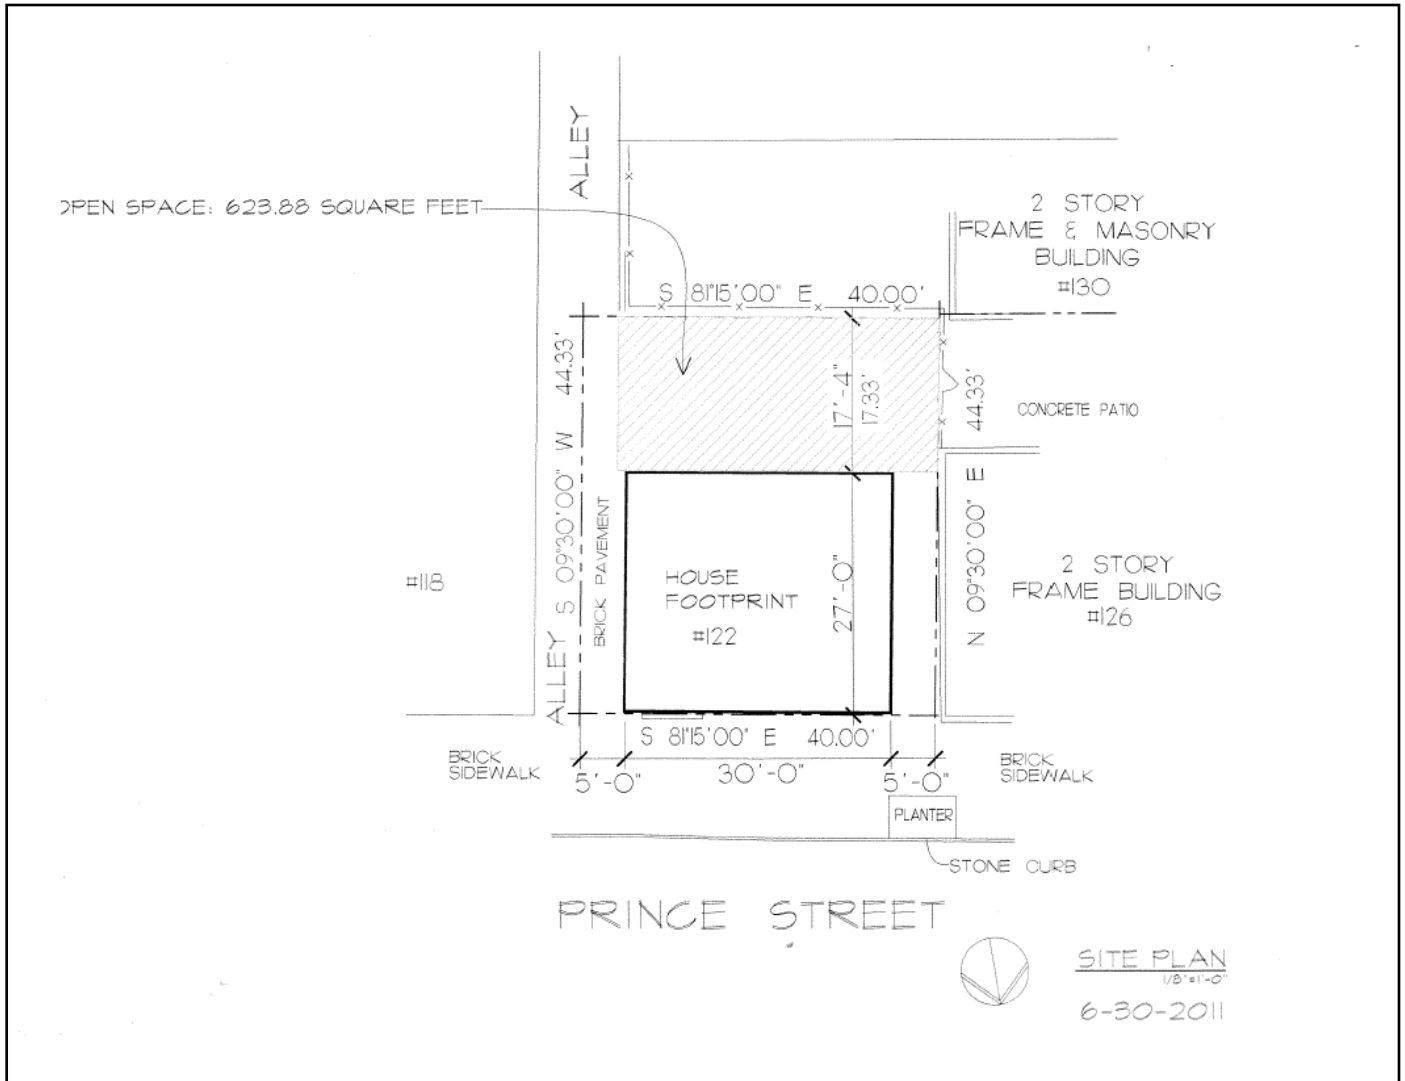 ALLEY
OPEN SPACE: 623.88 SQUARE FEET
2 STORY
FRAME & MASONRY
BUILDING
#130
S 81°15'00" E 40.00'
44.33'
S 09°30'00" W
ALLEY
BRICK PAVEMENT
17'-4"
17.33'
44.33'
N 09°30'00" E
CONCRETE PATIO
#118
HOUSE
FOOTPRINT
#122
27'-0"
2 STORY
FRAME BUILDING
#126
S 81°15'00" E 40.00'
BRICK
SIDEWALK
5'-0"
30'-0"
5'-0"
BRICK
SIDEWALK
PLANTER
STONE CURB
PRINCE STREET
SITE PLAN
1/8"=1'-0"
6-30-2011